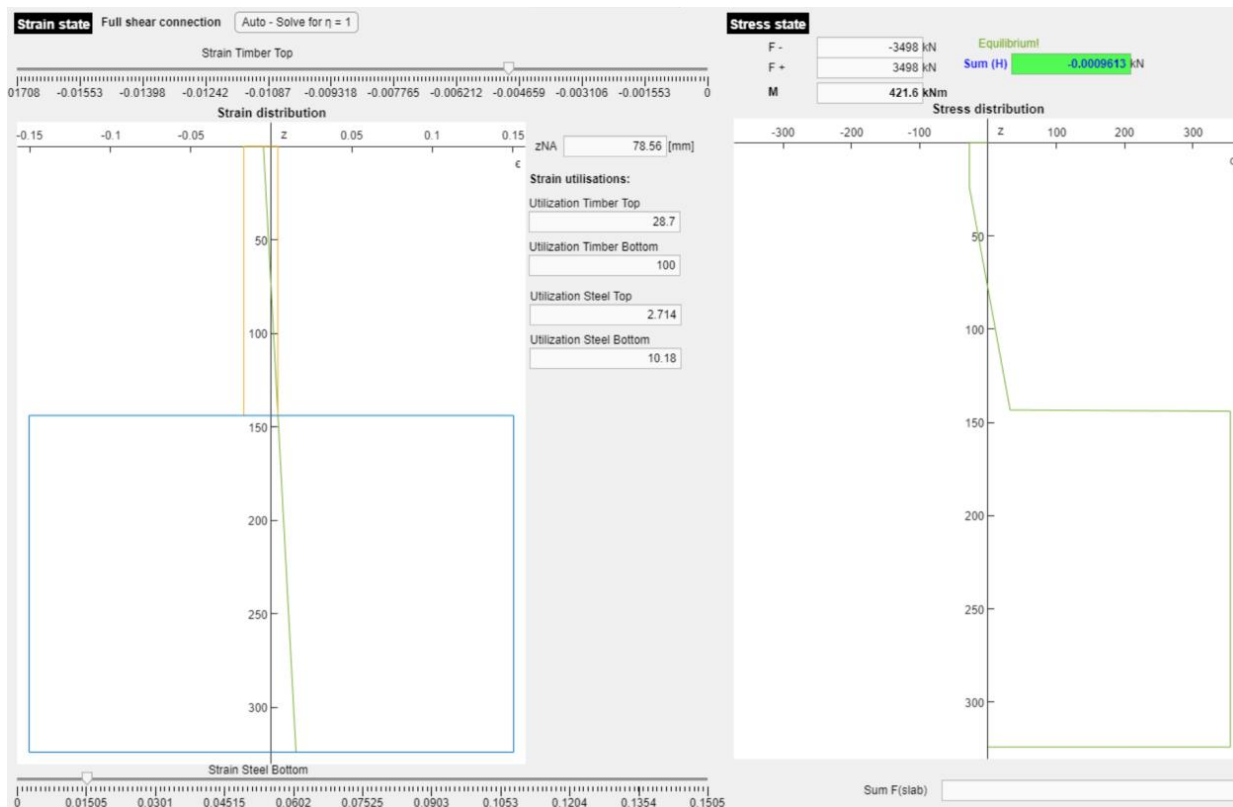 Strain state Full shear connection Auto - Solve for η = 1
Strain Timber Top
01708 -0.01553 -0.01398 -0.01242 -0.01087 -0.009318 -0.007765 -0.006212 -0.004659 -0.003106 -0.001553 0
Strain distribution
-0.15 -0.1 -0.05 z 0.05 0.1 0.15
ϵ
50
100
150
200
250
300
zNA 78.56 [mm]
Strain utilisations:
Utilization Timber Top
28.7
Utilization Timber Bottom
100
Utilization Steel Top
2.714
Utilization Steel Bottom
10.18
Strain Steel Bottom
0 0.01505 0.0301 0.04515 0.0602 0.07525 0.0903 0.1053 0.1204 0.1354 0.1505
Stress state
F - -3498 kN
F + 3498 kN
M 421.6 kNm
Equilibrium!
Sum (H) -0.0009613 kN
Stress distribution
-300 -200 -100 z 100 200 300
50
100
150
200
250
300
Sum F(slab)